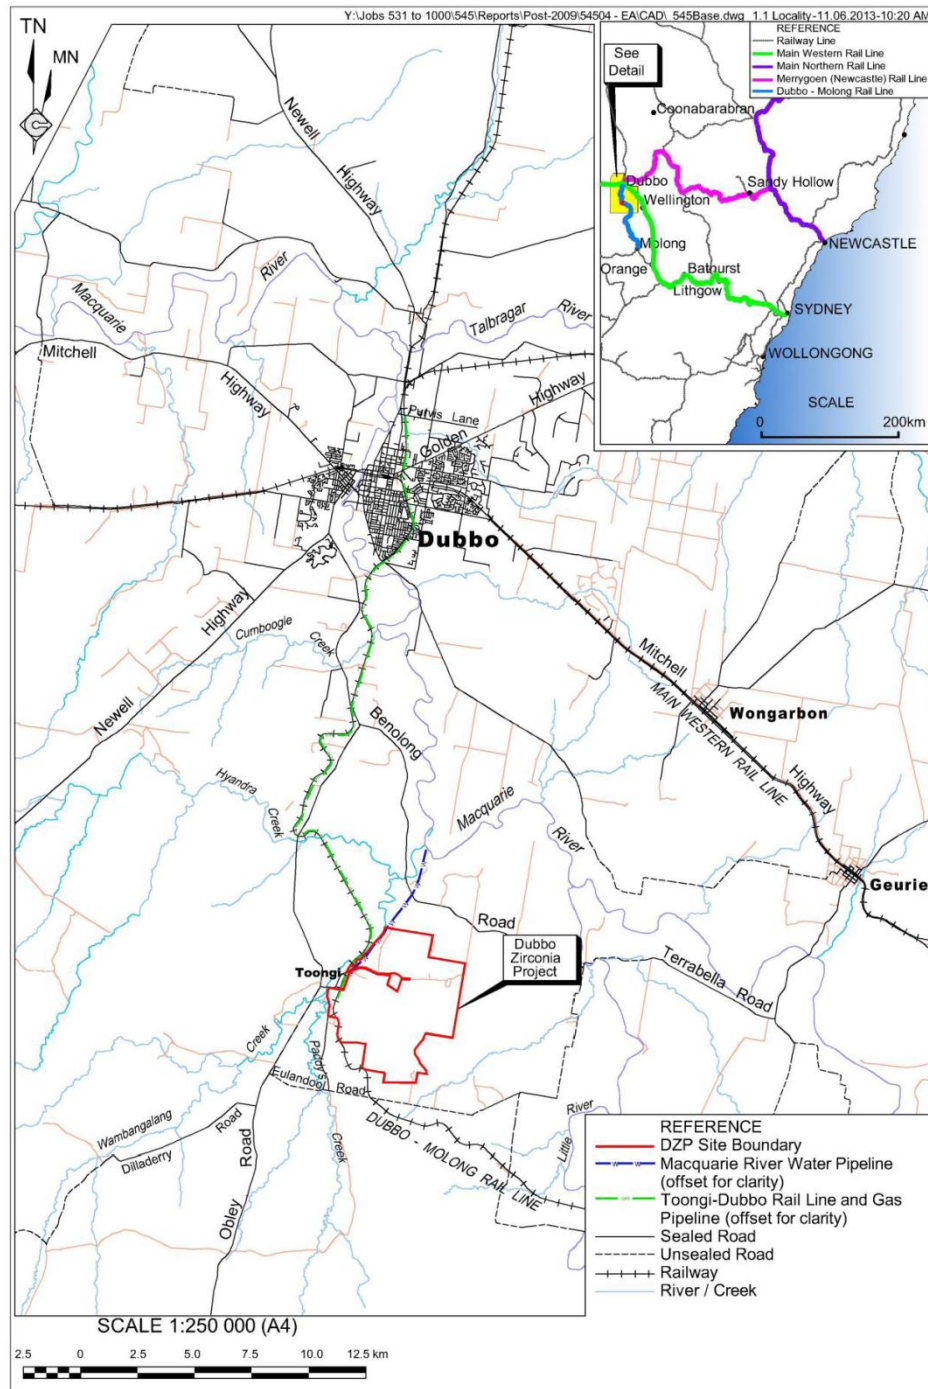 Y:\Jobs 531 to 1000\545\Reports\Post-2009\54504 - EA\CAD\_545Base.dwg_1.1 Locality-11.06.2013-10:20 AM
TN
MN
REFERENCE
Railway Line
Main Western Rail Line
Main Northern Rail Line
Merrygoen (Newcastle) Rail Line
Dubbo - Molong Rail Line
See
Detail
Coonabarabran
Dubbo
Sandy Hollow
Wellington
Molong
NEWCASTLE
Orange
Bathurst
Lithgow
SYDNEY
WOLLONGONG
SCALE
0
200km
Newell
Highway
River
Macquarie
Talbragar
River
Mitchell
Highway
Purvis Lane
Golden
Highway
Dubbo
Highway
Newell
Cumboogle
Creek
Benolong
Mitchell
MAIN WESTERN RAIL LINE
Highway
Wongarbon
Hyandra
Creek
Macquarie
River
Geurie
Road
Dubbo
Zirconia
Project
Toongi
Terrabella Road
Creek
Paddy's
Creek
Eulandool Road
Wambangalang
Dilladerry
Road
Obley
Road
DUBBO - MOLONG RAIL LINE
Little
River
REFERENCE
DZP Site Boundary
Macquarie River Water Pipeline
(offset for clarity)
Toongi-Dubbo Rail Line and Gas
Pipeline (offset for clarity)
Sealed Road
Unsealed Road
Railway
River / Creek
SCALE 1:250 000 (A4)
2.5 0 2.5 5.0 7.5 10.0 12.5 km